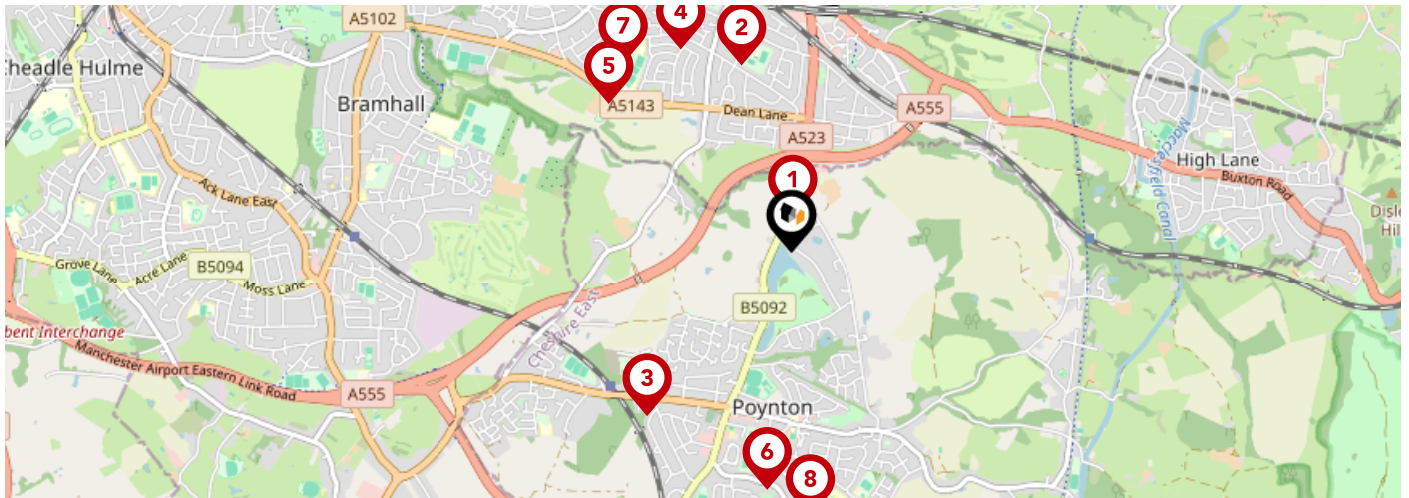 A5102
7
4
2
Cheadle Hulme
5
Bramhall
A5143
Dean Lane
A555
A523
Macclesfield Canal
High Lane
1
Buxton Road
Ack Lane East
Disle
Hil
Grove Lane
Acre Lane
B5094
Moss Lane
B5092
Cheshire East
bent Interchange
Manchester Airport Eastern Link Road
A555
3
Poynton
6
8